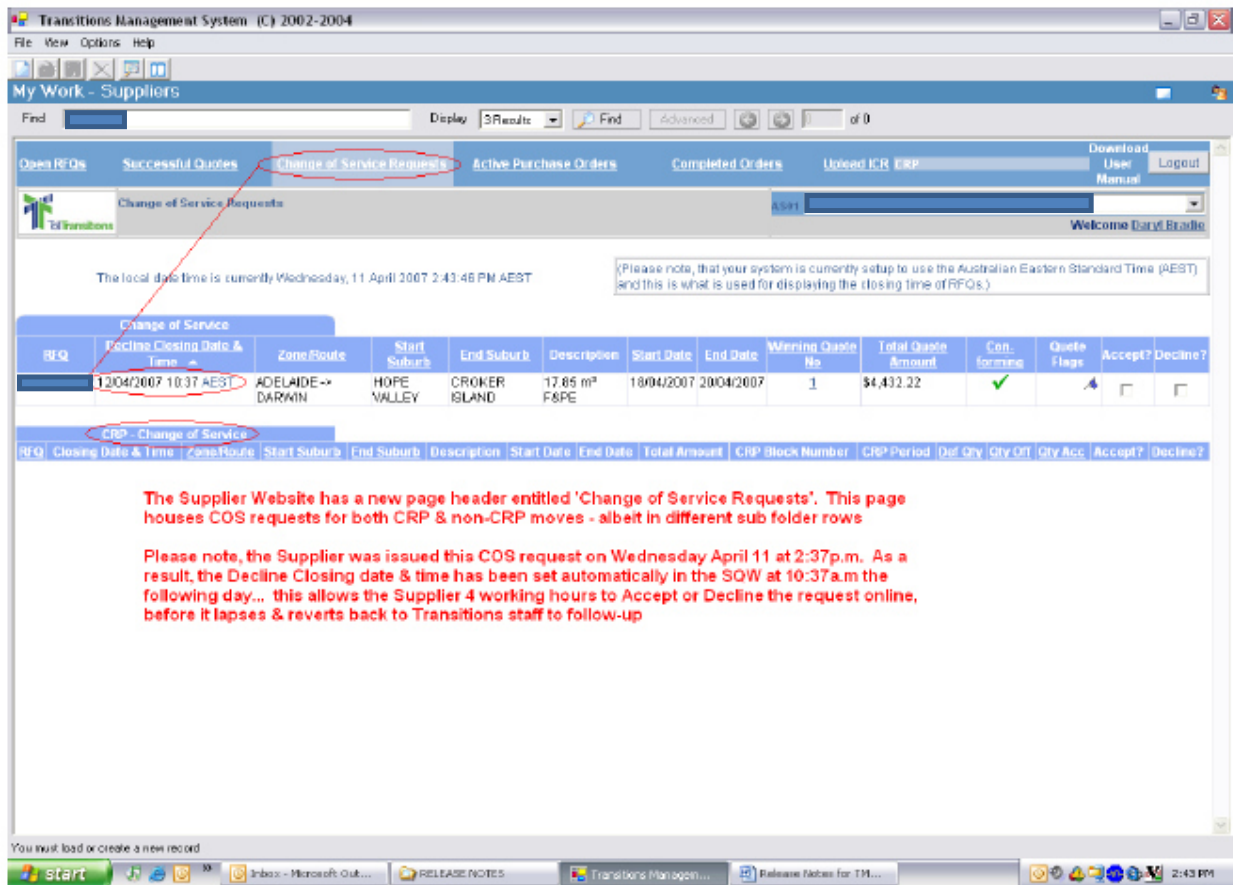 Transitions Management System (C) 2002-2004
File View Options Help
My Work - Suppliers
Find Display 3Results Find Advanced of 0
Open RFQs Successful Quotes Change of Service Requests Active Purchase Orders Completed Orders Upload ICR CRP Download User Manual Logout
Change of Service Requests AS01
Welcome Daryl Bradie
The local date time is currently Wednesday, 11 April 2007 2:43:46 PM AEST
(Please note, that your system is currently setup to use the Australian Eastern Standard Time (AEST)
and this is what is used for displaying the closing time of RFQs.)
Change of Service
RFQ Decline Closing Date & Time Zone/Route Start Suburb End Suburb Description Start Date End Date Winning Quote No Total Quote Amount Con. forming Quote Flags Accept? Decline?
12/04/2007 10:37 AEST ADELAIDE -> DARWIN HOPE VALLEY CROKER ISLAND 17.85 m³ F&PE 18/04/2007 20/04/2007 1 $4,432.22
CRP - Change of Service
RFQ Closing Date & Time Zone/Route Start Suburb End Suburb Description Start Date End Date Total Amount CRP Block Number CRP Period Def Qty Qty Off Qty Acc Accept? Decline?
The Supplier Website has a new page header entitled 'Change of Service Requests'. This page
houses COS requests for both CRP & non-CRP moves - albeit in different sub folder rows
Please note, the Supplier was issued this COS request on Wednesday April 11 at 2:37p.m. As a
result, the Decline Closing date & time has been set automatically in the SQW at 10:37a.m the
following day... this allows the Supplier 4 working hours to Accept or Decline the request online,
before it lapses & reverts back to Transitions staff to follow-up
You must load or create a new record
start Inbox - Microsoft Out... RELEASE NOTES Transitions Managem... Release Notes for TM... 2:43 PM